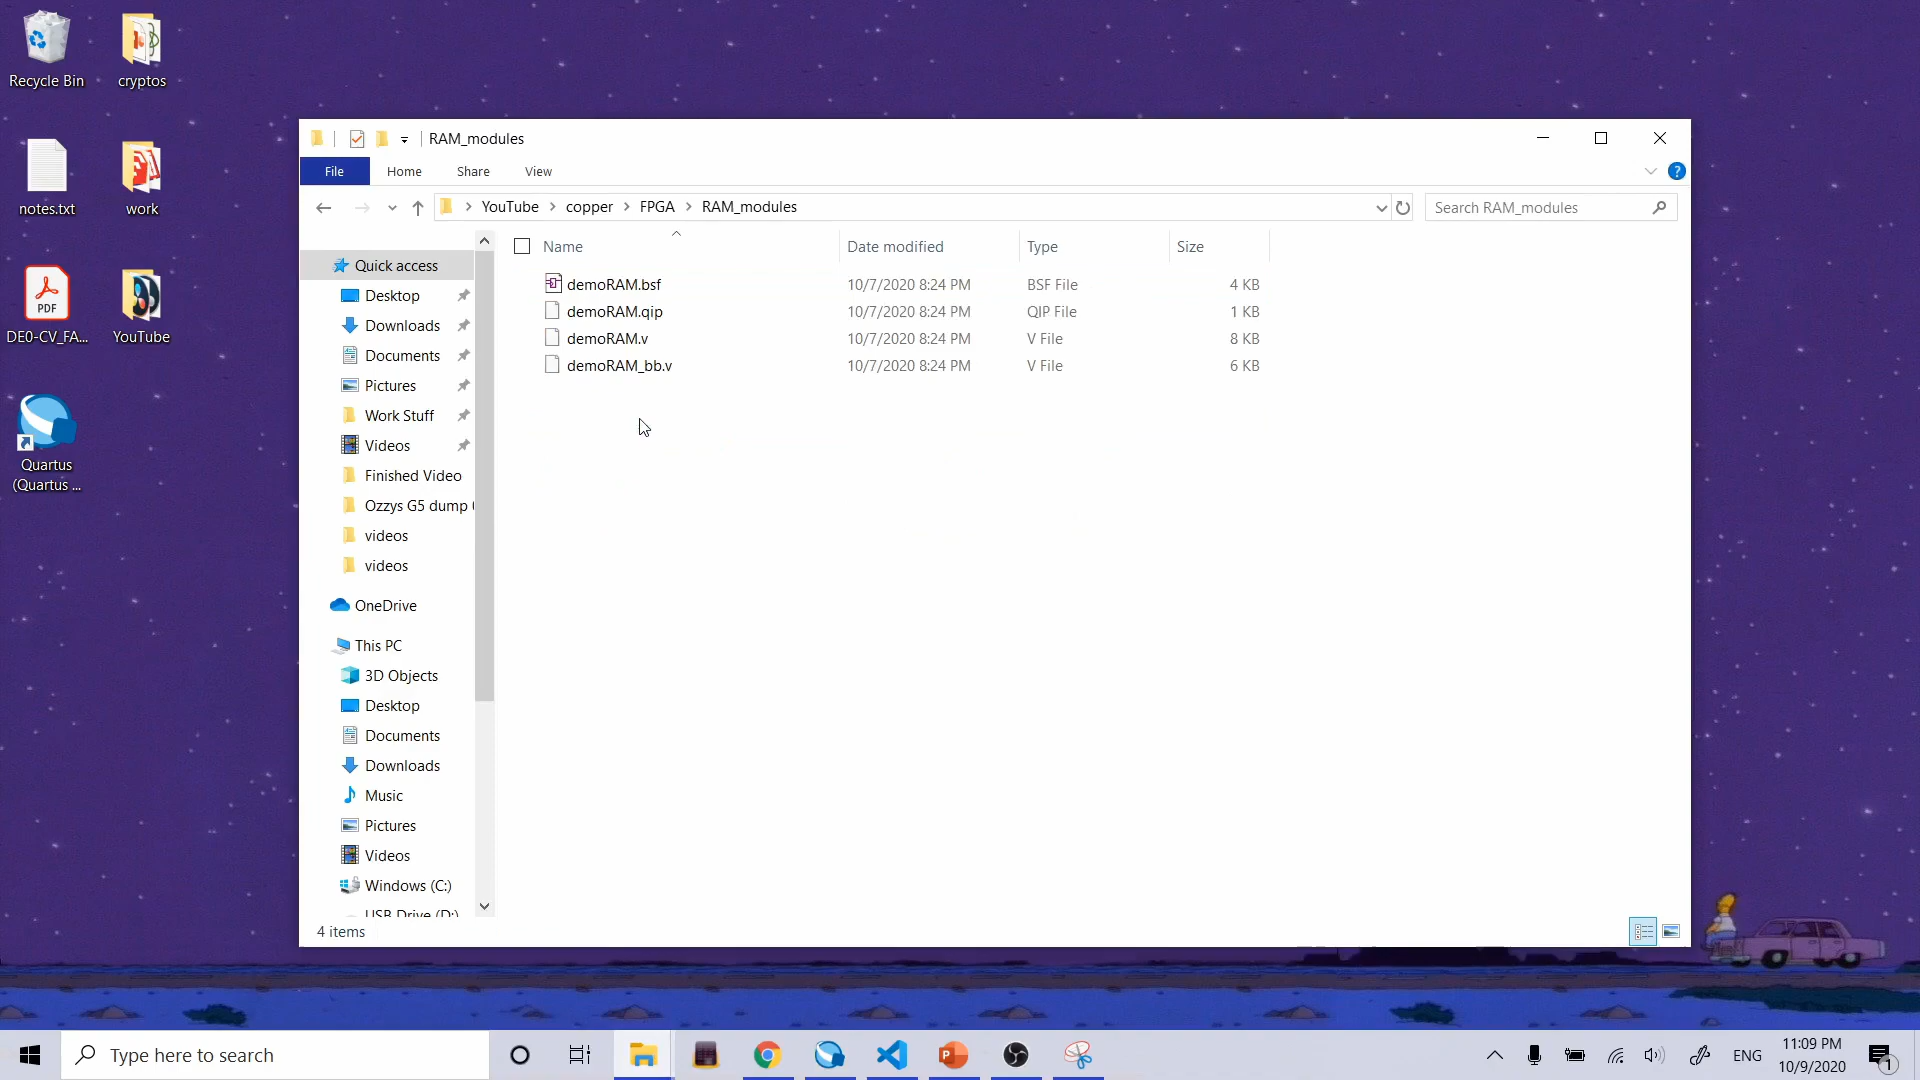 Recycle Bin
cryptos
notes.txt
work
PDF
DE0-CV_FA...
YouTube
Quartus
(Quartus ...
RAM_modules
File
Home
Share
View
?
YouTube > copper > FPGA > RAM_modules
Search RAM_modules
Quick access
Desktop
Downloads
Documents
Pictures
Work Stuff
Videos
Finished Video
Ozzys G5 dump (
videos
videos
OneDrive
This PC
3D Objects
Desktop
Documents
Downloads
Music
Pictures
Videos
Windows (C:)
USB Drive (D:)
Name Date modified Type Size
demoRAM.bsf 10/7/2020 8:24 PM BSF File 4 KB
demoRAM.qip 10/7/2020 8:24 PM QIP File 1 KB
demoRAM.v 10/7/2020 8:24 PM V File 8 KB
demoRAM_bb.v 10/7/2020 8:24 PM V File 6 KB
4 items
Type here to search
P
ENG
11:09 PM
10/9/2020
1